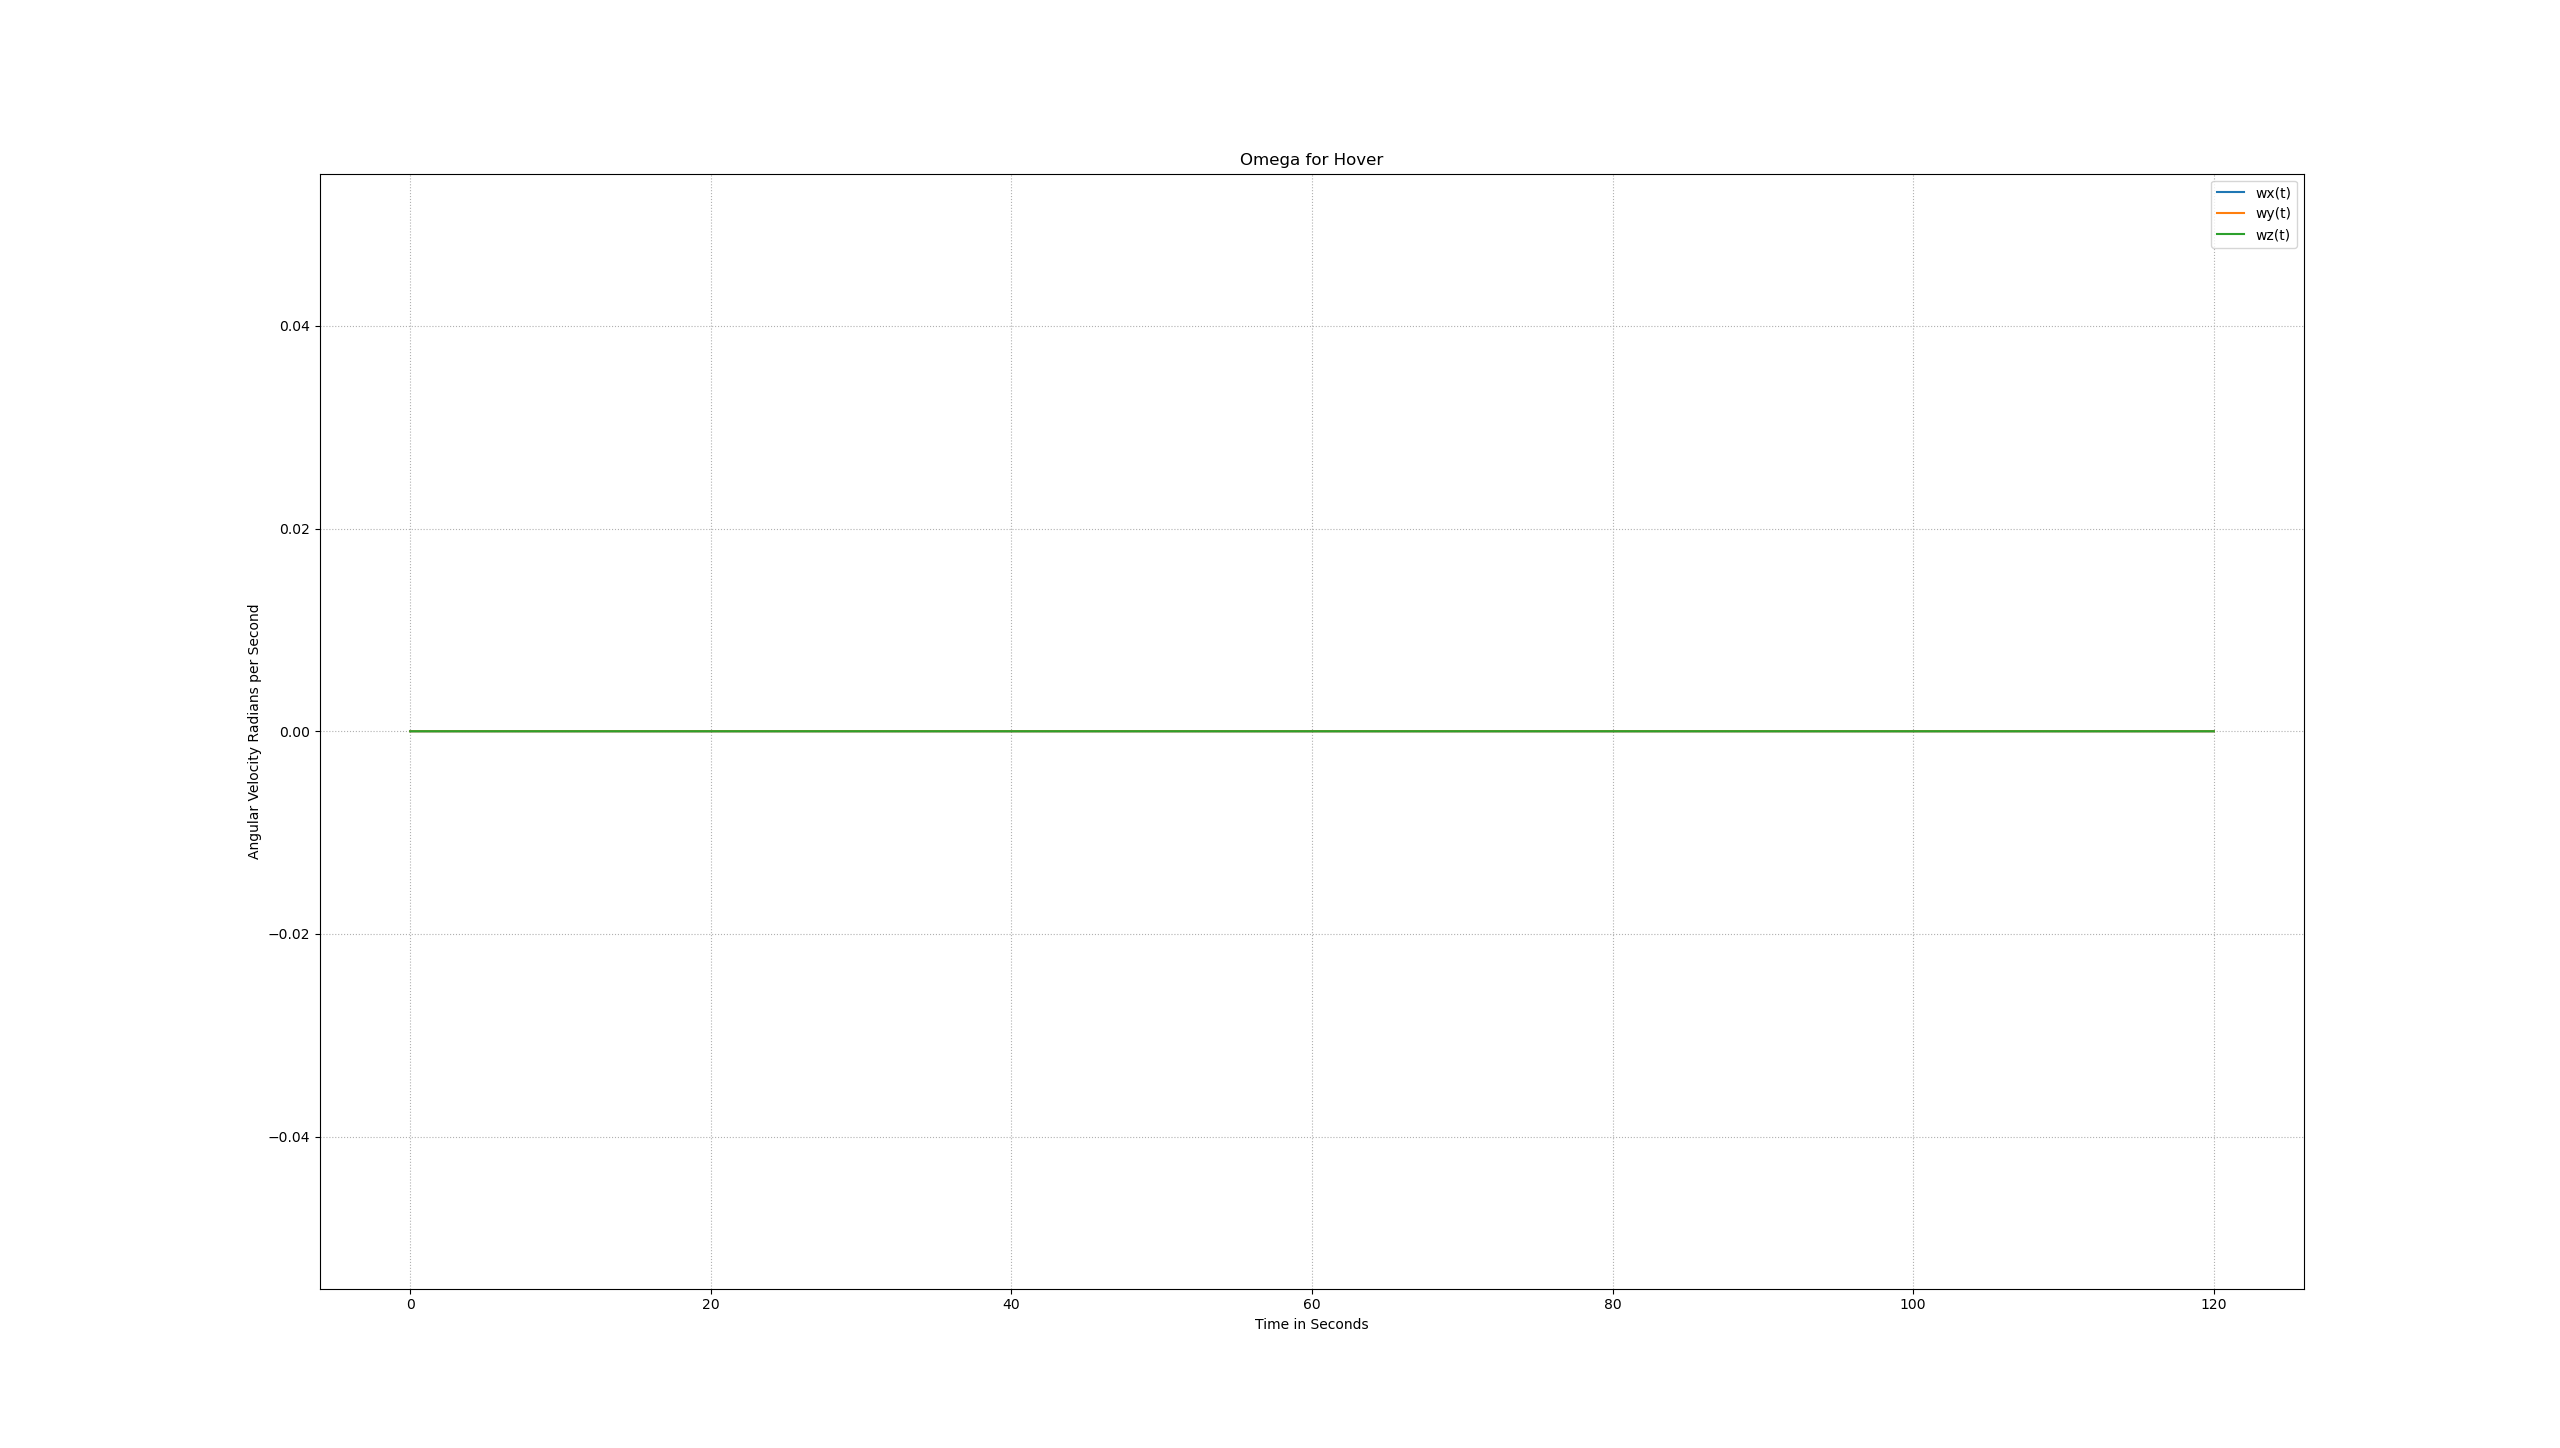 Omega for Hover
wx(t)
wy(t)
wz(t)
0.04
0.02
0.00
−0.02
−0.04
Angular Velocity Radians per Second
0 20 40 60 80 100 120
Time in Seconds